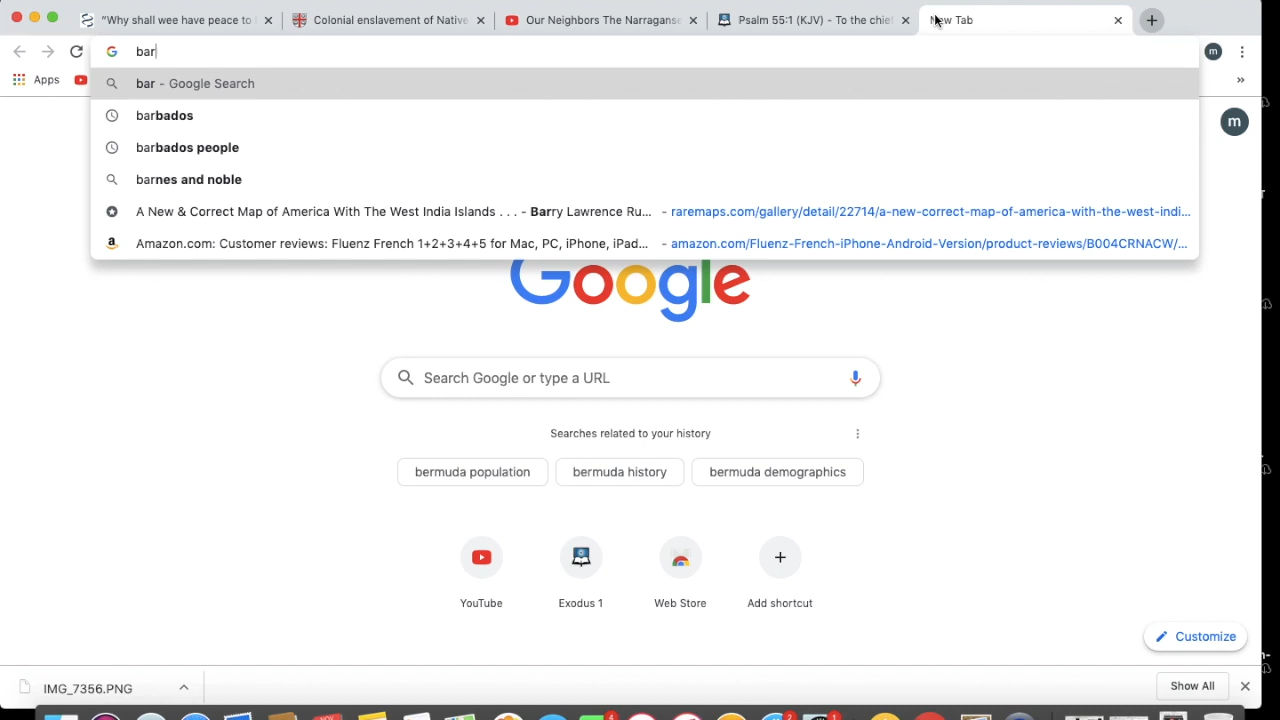 "Why shall wee have peace to
Colonial enslavement of Native
Our Neighbors The Narraganse
Psalm 55:1 (KJV) - To the chie
New Tab
bar
Apps
m
bar - Google Search
barbados
barbados people
barnes and noble
A New & Correct Map of America With The West India Islands . . . - Barry Lawrence Ru... - raremaps.com/gallery/detail/22714/a-new-correct-map-of-america-with-the-west-indi...
Amazon.com: Customer reviews: Fluenz French 1+2+3+4+5 for Mac, PC, iPhone, iPad... - amazon.com/Fluenz-French-iPhone-Android-Version/product-reviews/B004CRNACW/...
m
Google
Search Google or type a URL
Searches related to your history
bermuda population
bermuda history
bermuda demographics
YouTube
Exodus 1
Web Store
Add shortcut
Customize
IMG_7356.PNG
Show All
NOV
4
2
1